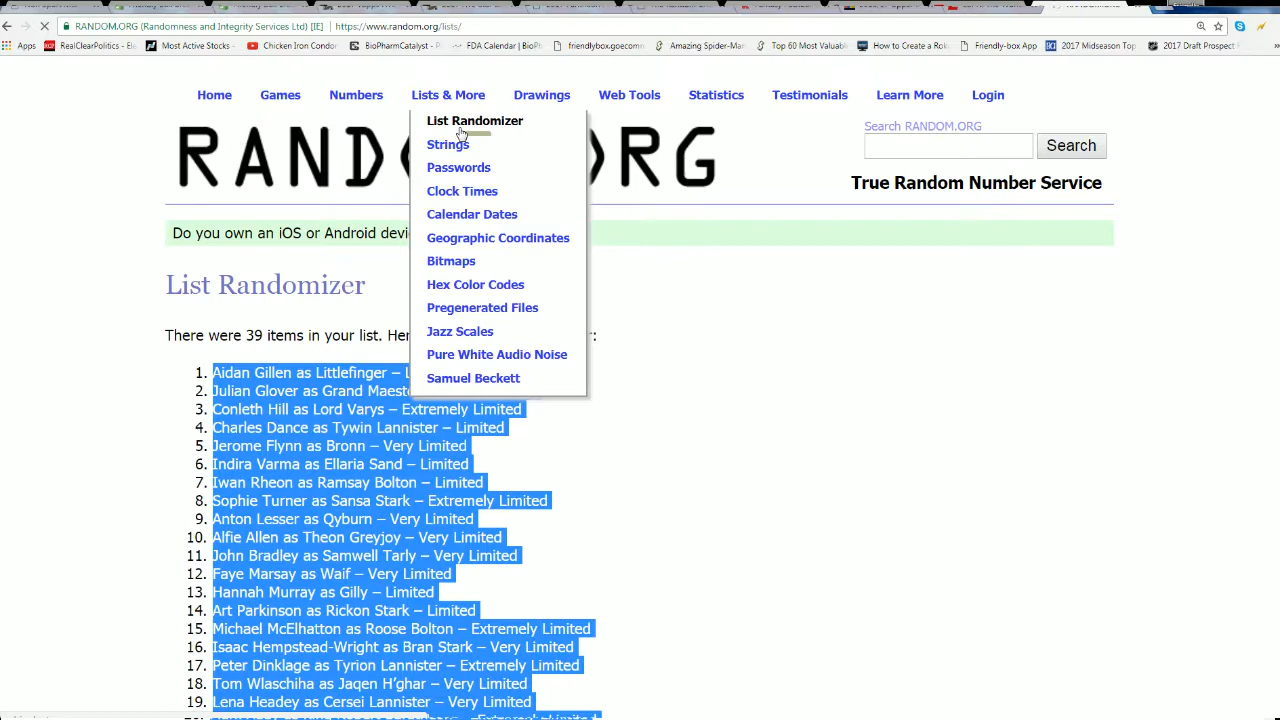 RANDOM.ORG (Randomness and Integrity Services Ltd) [IE] https://www.random.org/lists/
Apps RealClearPolitics - Ele Most Active Stocks - Chicken Iron Condor BioPharmCatalyst - P FDA Calendar | BioPh friendlybox.gocomm Amazing Spider-Man Top 60 Most Valuabl How to Create a Rok Friendly-box App 2017 Midseason Top 2017 Draft Prospect
Home Games Numbers Lists & More Drawings Web Tools Statistics Testimonials Learn More Login
List Randomizer
Strings
Passwords
Clock Times
Calendar Dates
Geographic Coordinates
Bitmaps
Hex Color Codes
Pregenerated Files
Jazz Scales
Pure White Audio Noise
Samuel Beckett
Search RANDOM.ORG
Search
True Random Number Service
Do you own an iOS or Android devi
List Randomizer
There were 39 items in your list. Her :
1. Aidan Gillen as Littlefinger –
2. Julian Glover as Grand Maest
3. Conleth Hill as Lord Varys – Extremely Limited
4. Charles Dance as Tywin Lannister – Limited
5. Jerome Flynn as Bronn – Very Limited
6. Indira Varma as Ellaria Sand – Limited
7. Iwan Rheon as Ramsay Bolton – Limited
8. Sophie Turner as Sansa Stark – Extremely Limited
9. Anton Lesser as Qyburn – Very Limited
10. Alfie Allen as Theon Greyjoy – Very Limited
11. John Bradley as Samwell Tarly – Very Limited
12. Faye Marsay as Waif – Very Limited
13. Hannah Murray as Gilly – Limited
14. Art Parkinson as Rickon Stark – Limited
15. Michael McElhatton as Roose Bolton – Extremely Limited
16. Isaac Hempstead-Wright as Bran Stark – Very Limited
17. Peter Dinklage as Tyrion Lannister – Extremely Limited
18. Tom Wlaschiha as Jaqen H’ghar – Very Limited
19. Lena Headey as Cersei Lannister – Very Limited